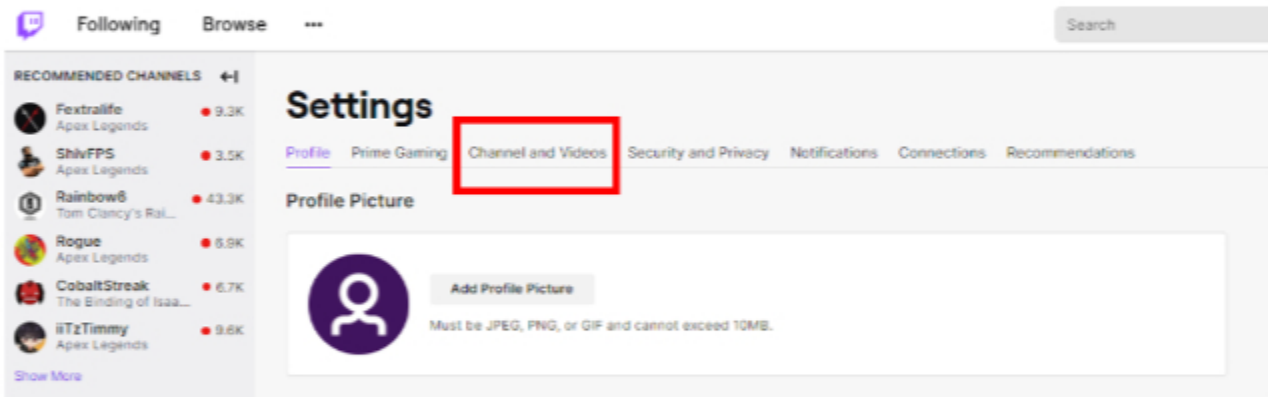 Following Browse ...
Search
RECOMMENDED CHANNELS
Fextralife 9.3K
Apex Legends
ShivFPS 3.5K
Apex Legends
Rainbow6 43.3K
Tom Clancy's Rai...
Rogue 6.9K
Apex Legends
CobaltStreak 6.7K
The Binding of Isaa...
iiTzTimmy 9.6K
Apex Legends
Show More
Settings
Profile Prime Gaming Channel and Videos Security and Privacy Notifications Connections Recommendations
Profile Picture
Add Profile Picture
Must be JPEG, PNG, or GIF and cannot exceed 10MB.